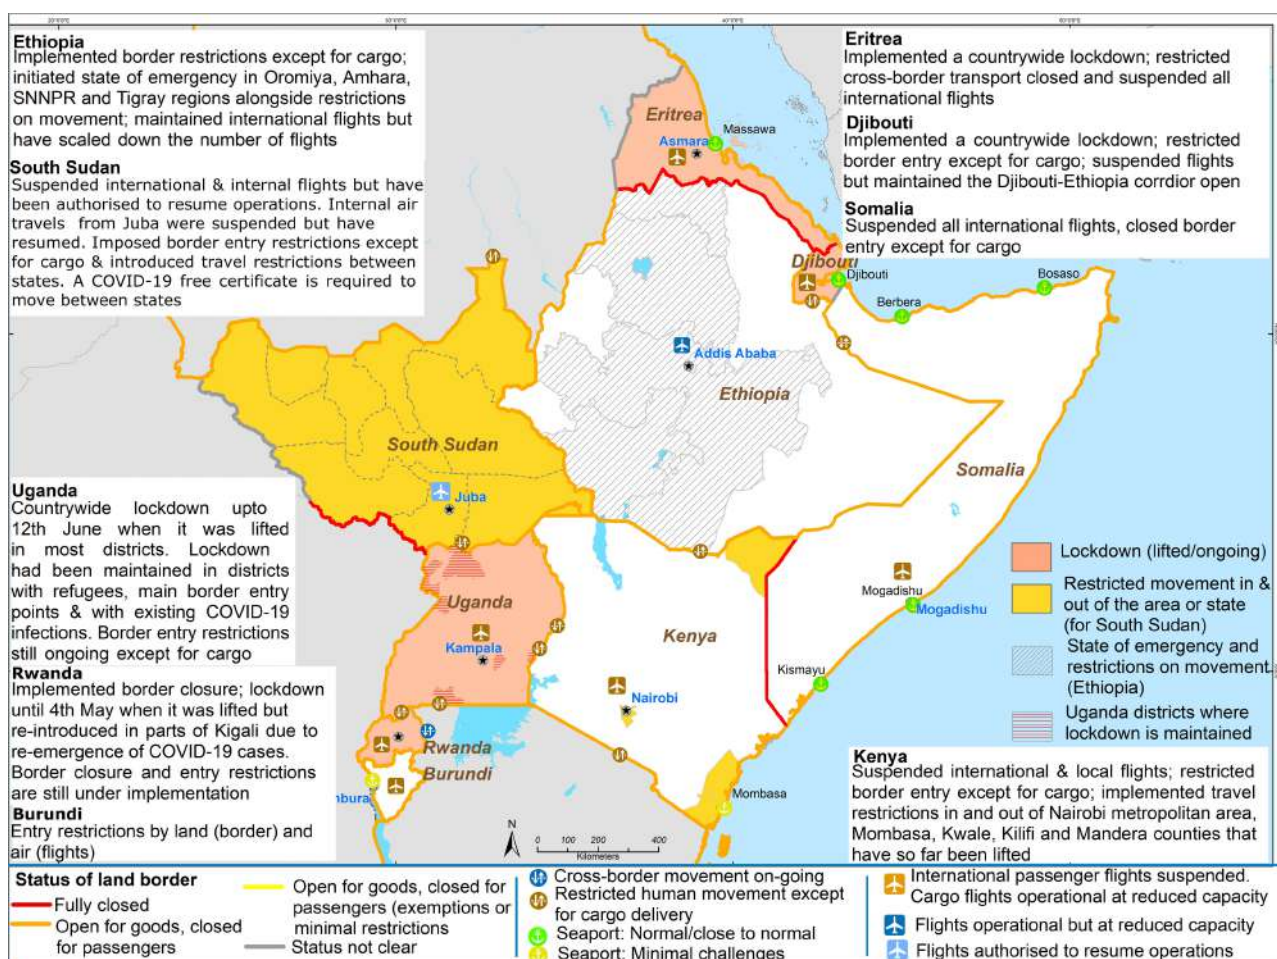 Ethiopia
Implemented border restrictions except for cargo;
initiated state of emergency in Oromiya, Amhara,
SNNPR and Tigray regions alongside restrictions
on movement; maintained international flights but
have scaled down the number of flights
South Sudan
Suspended international & internal flights but have
been authorised to resume operations. Internal air
travels from Juba were suspended but have
resumed. Imposed border entry restrictions except
for cargo & introduced travel restrictions between
states. A COVID-19 free certificate is required to
move between states
Eritrea
Implemented a countrywide lockdown; restricted
cross-border transport closed and suspended all
international flights
Djibouti
Implemented a countrywide lockdown; restricted
border entry except for cargo; suspended flights
but maintained the Djibouti-Ethiopia corrdior open
Somalia
Suspended all international flights, closed border
entry except for cargo
Eritrea
Massawa
Asmara
Djibouti
Djibouti
Bosaso
Berbera
Addis Ababa
Ethiopia
South Sudan
Somalia
Juba
Uganda
Countrywide lockdown upto
12th June when it was lifted
in most districts. Lockdown
had been maintained in districts
with refugees, main border entry
points & with existing COVID-19
infections. Border entry restrictions
still ongoing except for cargo
Rwanda
Implemented border closure; lockdown
until 4th May when it was lifted but
re-introduced in parts of Kigali due to
re-emergence of COVID-19 cases.
Border closure and entry restrictions
are still under implementation
Burundi
Entry restrictions by land (border) and
air (flights)
Uganda
Kampala
Kenya
Nairobi
Mogadishu
Mogadishu
Kismayu
Rwanda
Burundi
mbura
Mombasa
Lockdown (lifted/ongoing)
Restricted movement in &
out of the area or state
(for South Sudan)
State of emergency and
restrictions on movement
(Ethiopia)
Uganda districts where
lockdown is maintained
Kenya
Suspended international & local flights; restricted
border entry except for cargo; implemented travel
restrictions in and out of Nairobi metropolitan area,
Mombasa, Kwale, Kilifi and Mandera counties that
have so far been lifted
N
0 100 200 400
Kilometers
Status of land border
Fully closed
Open for goods, closed
for passengers
Open for goods, closed for
passengers (exemptions or
minimal restrictions
Status not clear
Cross-border movement on-going
Restricted human movement except
for cargo delivery
Seaport: Normal/close to normal
Seaport: Minimal challenges
International passenger flights suspended.
Cargo flights operational at reduced capacity
Flights operational but at reduced capacity
Flights authorised to resume operations